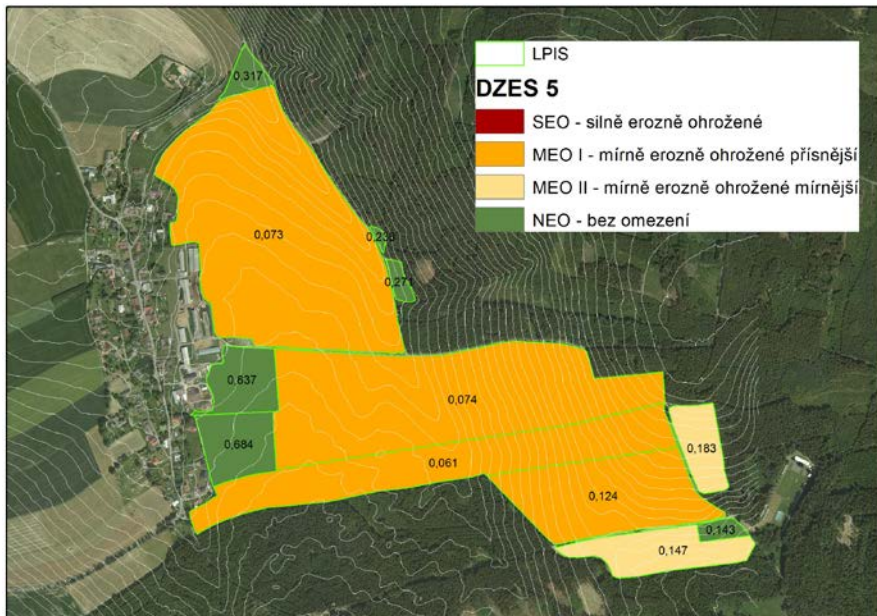 LPIS
DZES 5
SEO - silně erozně ohrožené
MEO I - mírně erozně ohrožené přísnější
MEO II - mírně erozně ohrožené mírnější
NEO - bez omezení
0,317
0,073
0,271
0,637
0,074
0,684
0,183
0,061
0,124
0,143
0,147